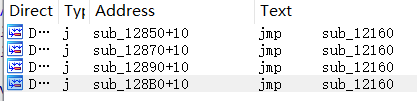 Direct Ty Address Text
D… j sub_12850+10 jmp sub_12160
D… j sub_12870+10 jmp sub_12160
D… j sub_12890+10 jmp sub_12160
D… j sub_128B0+10 jmp sub_12160